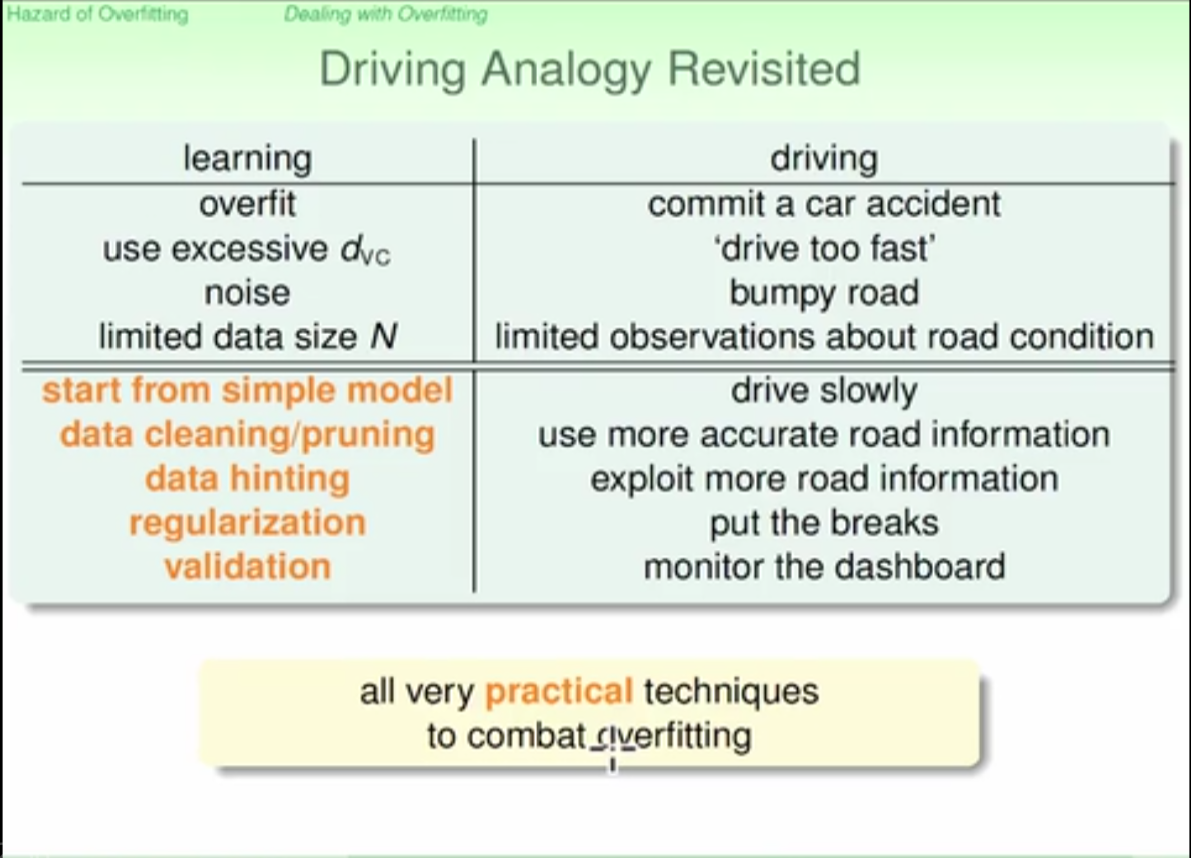 Hazard of Overfitting Dealing with Overfitting
Driving Analogy Revisited
learning driving
overfit commit a car accident
use excessive dVC ‘drive too fast’
noise bumpy road
limited data size N limited observations about road condition
start from simple model drive slowly
data cleaning/pruning use more accurate road information
data hinting exploit more road information
regularization put the breaks
validation monitor the dashboard
all very practical techniques
to combat overfitting